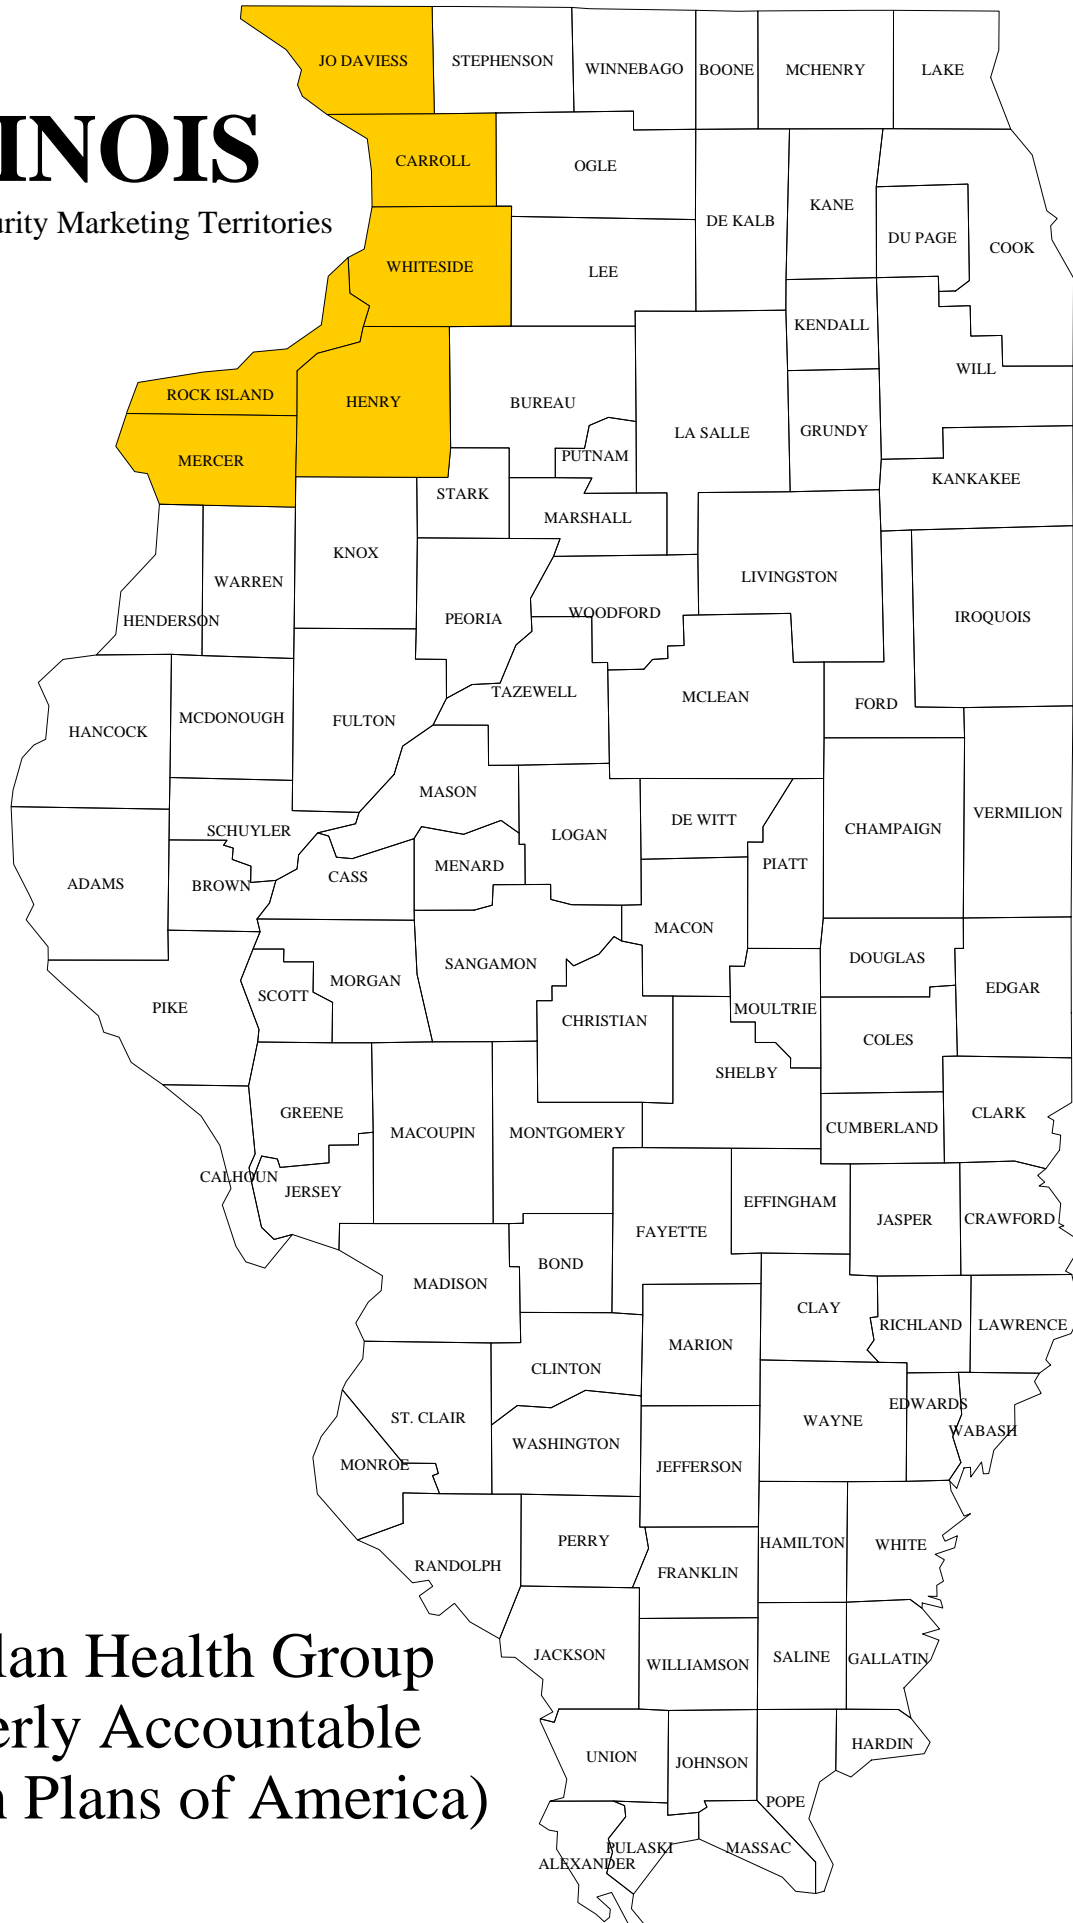 JO DAVIESS
STEPHENSON
WINNEBAGO
BOONE
MCHENRY
LAKE
INOIS
CARROLL
OGLE
DE KALB
KANE
urity Marketing Territories
DU PAGE
COOK
WHITESIDE
LEE
KENDALL
WILL
ROCK ISLAND
HENRY
BUREAU
LA SALLE
GRUNDY
MERCER
PUTNAM
KANKAKEE
STARK
MARSHALL
KNOX
WARREN
LIVINGSTON
HENDERSON
PEORIA
WOODFORD
IROQUOIS
TAZEWELL
MCLEAN
FORD
HANCOCK
MCDONOUGH
FULTON
MASON
SCHUYLER
LOGAN
DE WITT
CHAMPAIGN
VERMILION
ADAMS
BROWN
CASS
MENARD
PIATT
MACON
SANGAMON
DOUGLAS
EDGAR
PIKE
SCOTT
MORGAN
CHRISTIAN
MOULTRIE
COLES
SHELBY
GREENE
MACOUPIN
MONTGOMERY
CUMBERLAND
CLARK
CALHOUN
JERSEY
EFFINGHAM
FAYETTE
JASPER
CRAWFORD
BOND
MADISON
CLAY
RICHLAND
LAWRENCE
MARION
CLINTON
ST. CLAIR
WAYNE
EDWARDS
WABASH
WASHINGTON
MONROE
JEFFERSON
PERRY
HAMILTON
WHITE
RANDOLPH
FRANKLIN
lan Health Group
JACKSON
WILLIAMSON
SALINE
GALLATIN
erly Accountable
UNION
JOHNSON
HARDIN
n Plans of America)
POPE
PULASKI
MASSAC
ALEXANDER